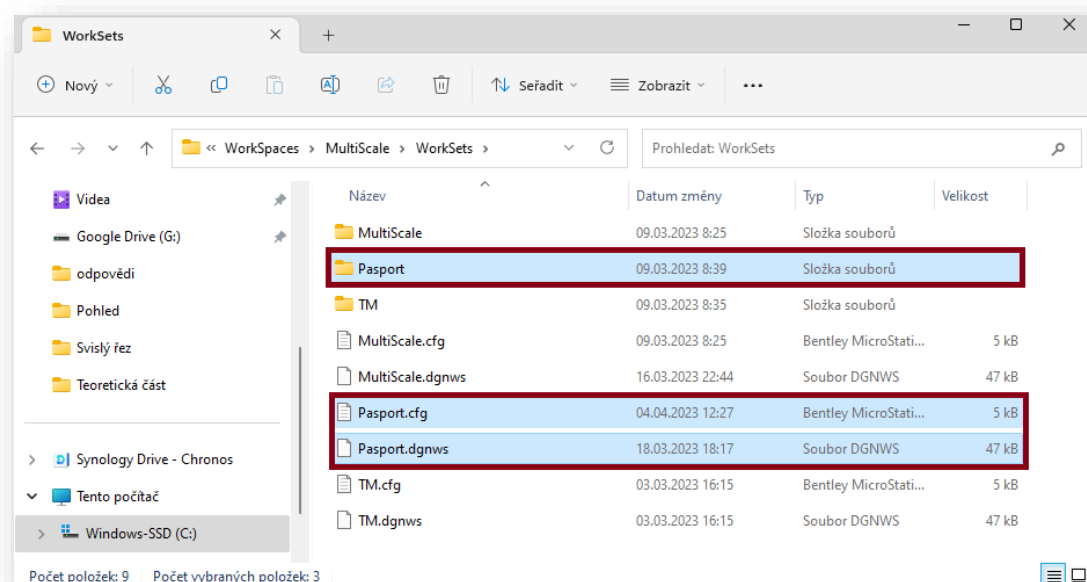 WorkSets
Nový
Seřadit
Zobrazit
« WorkSpaces › MultiScale › WorkSets ›
Prohledat: WorkSets
Videa
Google Drive (G:)
odpovědi
Pohled
Svislý řez
Teoretická část
Synology Drive - Chronos
Tento počítač
Windows-SSD (C:)
Název Datum změny Typ Velikost
MultiScale 09.03.2023 8:25 Složka souborů
Pasport 09.03.2023 8:39 Složka souborů
TM 09.03.2023 8:35 Složka souborů
MultiScale.cfg 09.03.2023 8:25 Bentley MicroStati... 5 kB
MultiScale.dgnws 16.03.2023 22:44 Soubor DGNWS 47 kB
Pasport.cfg 04.04.2023 12:27 Bentley MicroStati... 5 kB
Pasport.dgnws 18.03.2023 18:17 Soubor DGNWS 47 kB
TM.cfg 03.03.2023 16:15 Bentley MicroStati... 5 kB
TM.dgnws 03.03.2023 16:15 Soubor DGNWS 47 kB
Počet položek: 9 Počet vybraných položek: 3